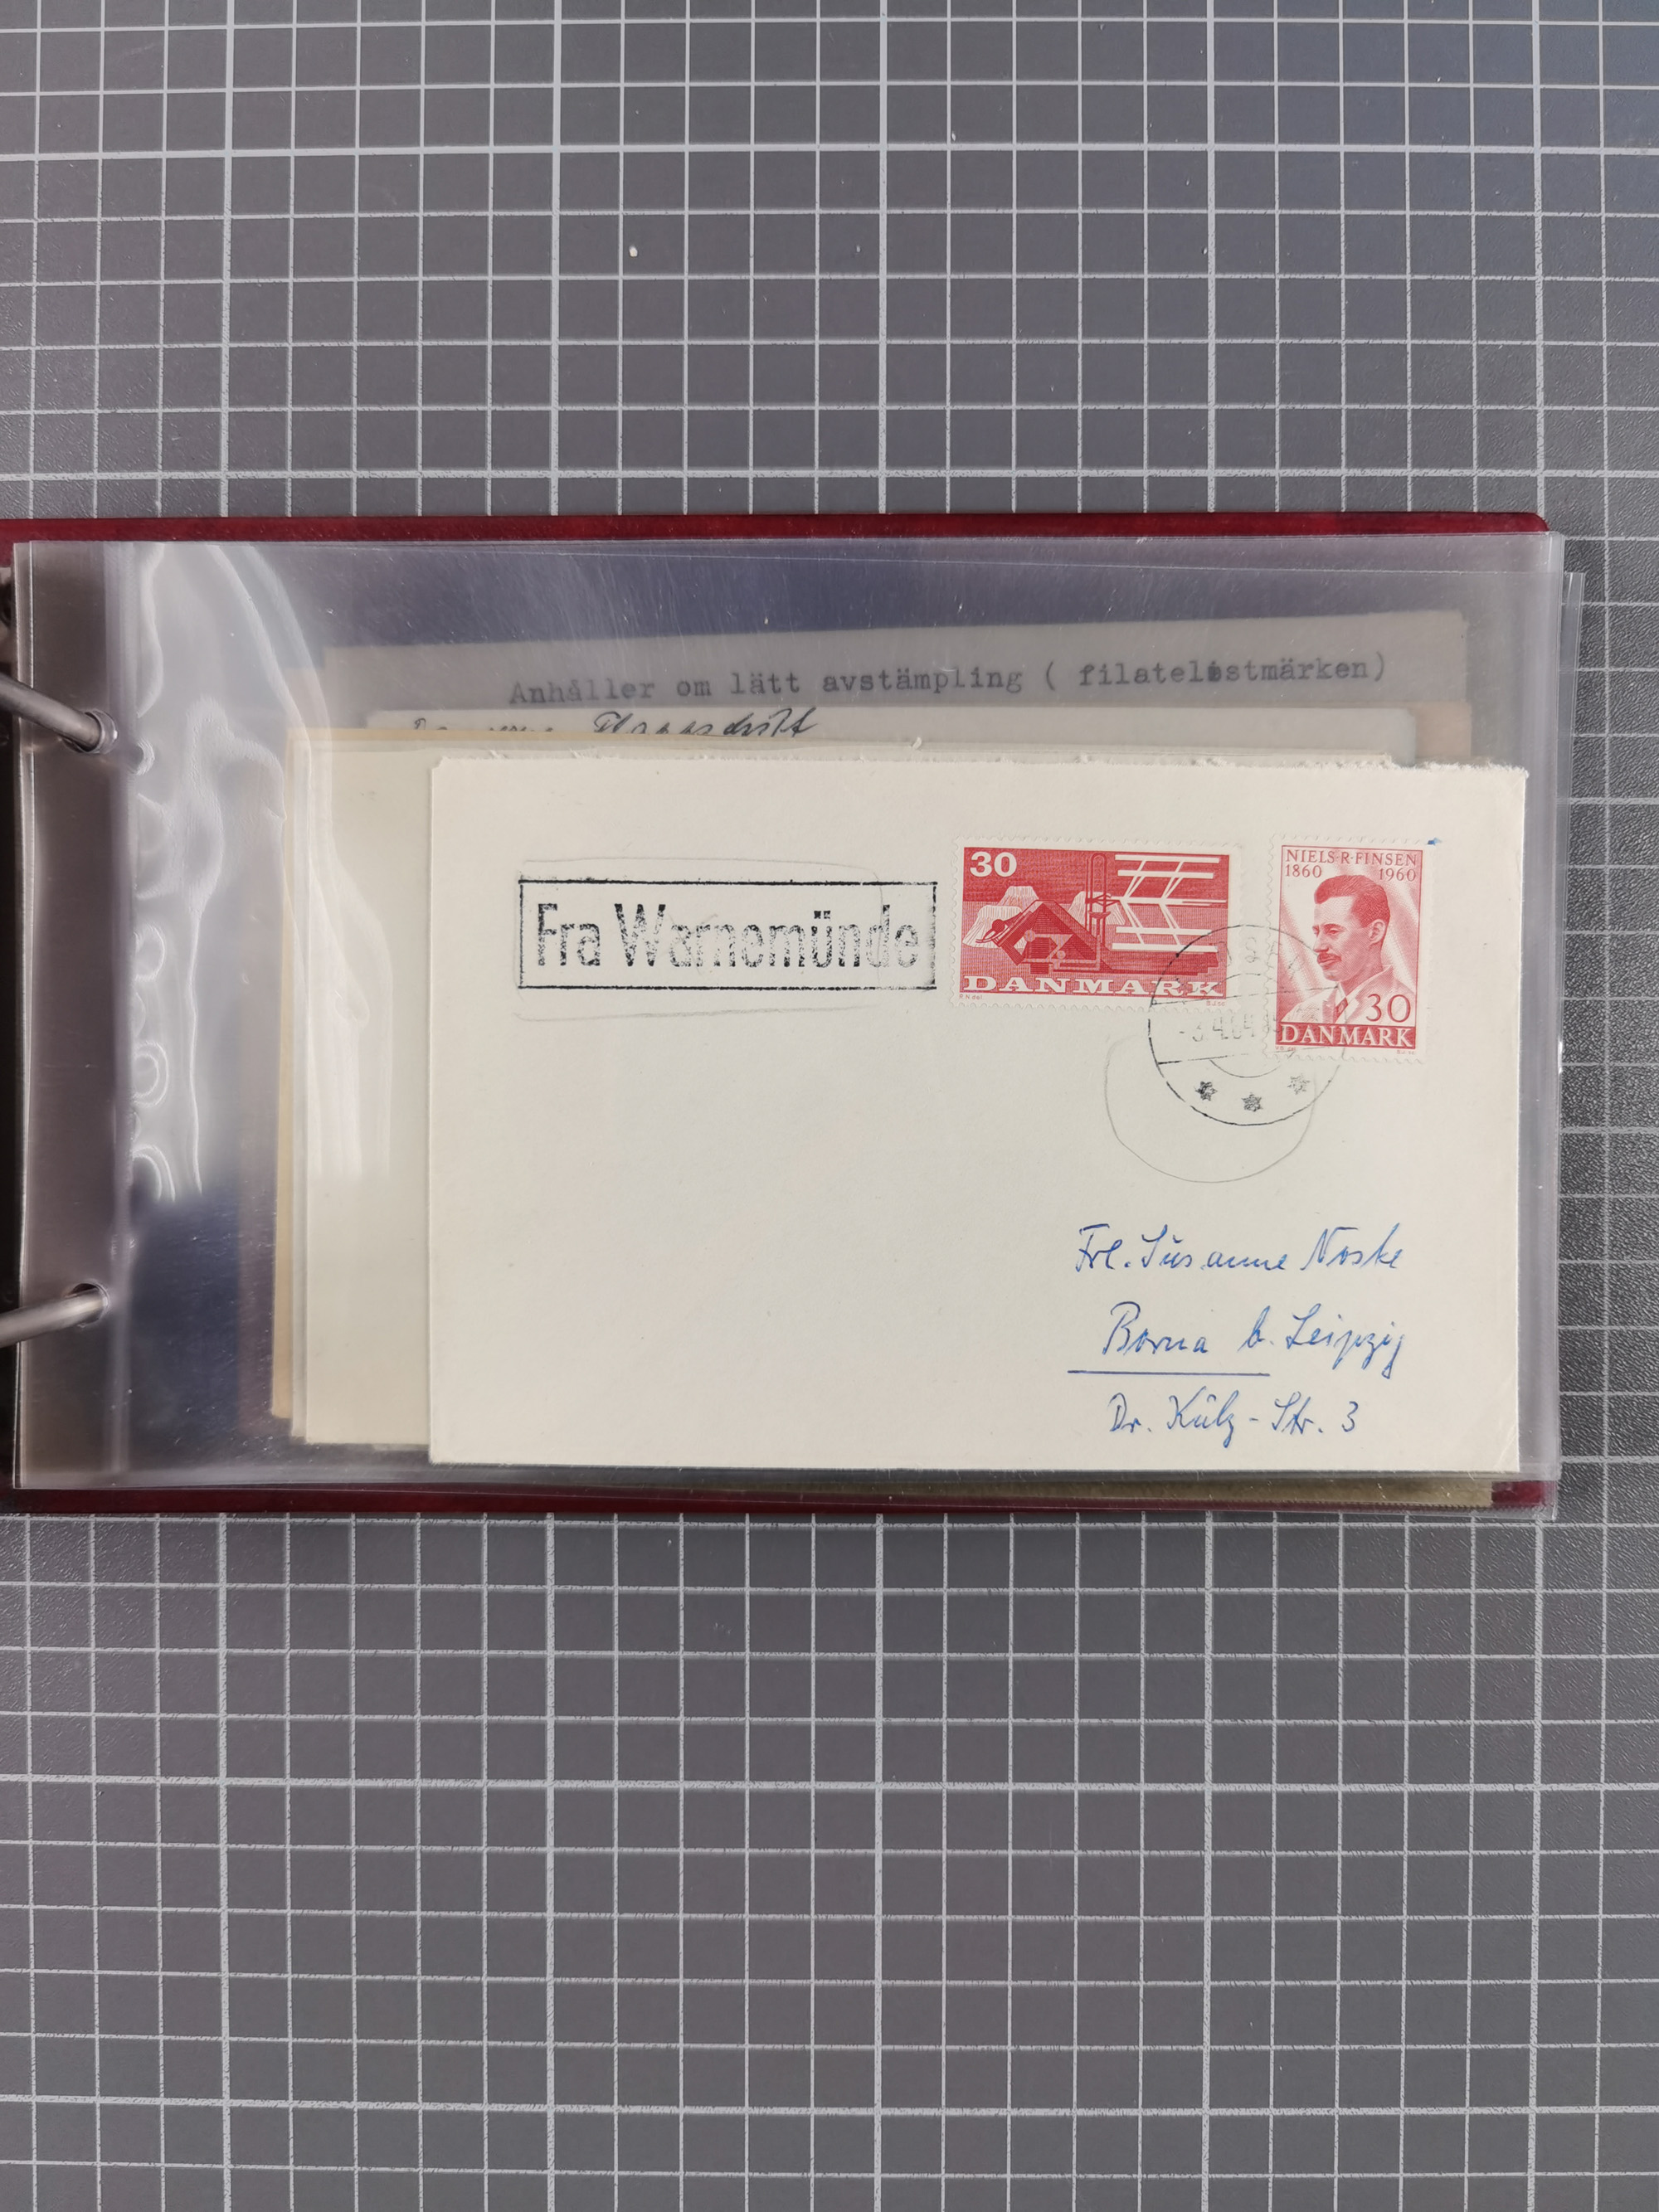 Anhåller om lätt avstämpling ( filatelistmärken)
Fra Warnemünde
30
DANMARK
NIELS·R·FINSEN
1860 1960
30
DANMARK
Frl. Susanne Noske
Borna b. Leipzig
Dr. Külz-Str. 3